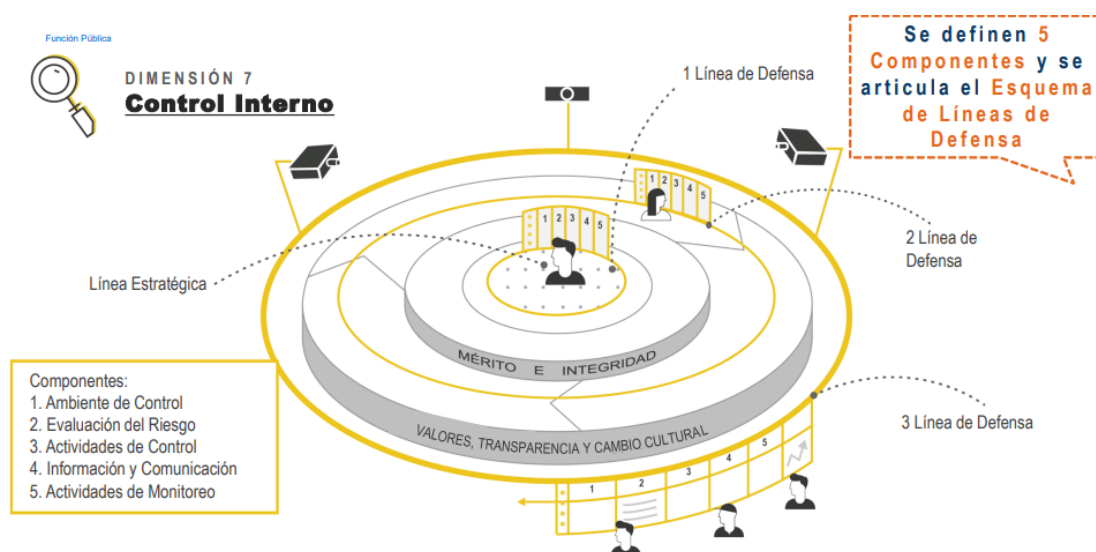 Función Pública
DIMENSIÓN 7
Control Interno
Se definen 5
Componentes y se
articula el Esquema
de Líneas de
Defensa
1 Línea de Defensa
1 2 3 4 5
1 2 3 4 5
2 Línea de
Defensa
Línea Estratégica
MÉRITO E INTEGRIDAD
VALORES, TRANSPARENCIA Y CAMBIO CULTURAL
3 Línea de Defensa
Componentes:
1. Ambiente de Control
2. Evaluación del Riesgo
3. Actividades de Control
4. Información y Comunicación
5. Actividades de Monitoreo
1 2 3 4 5